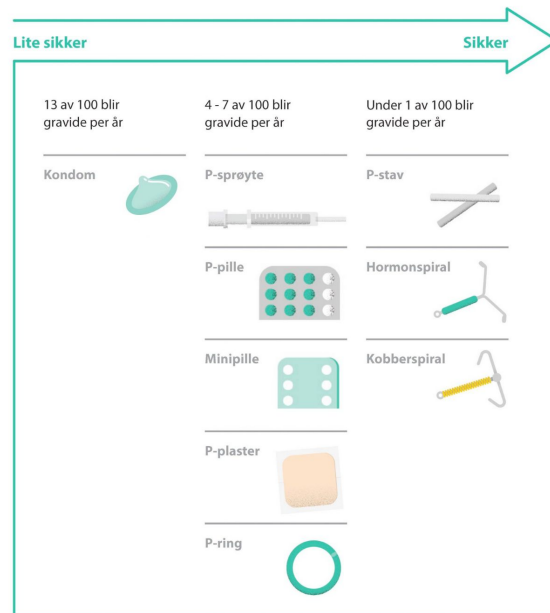 Lite sikker
Sikker
13 av 100 blir
gravide per år
4 - 7 av 100 blir
gravide per år
Under 1 av 100 blir
gravide per år
Kondom
P-sprøyte
P-stav
P-pille
Hormonspiral
Minipille
Kobberspiral
P-plaster
P-ring